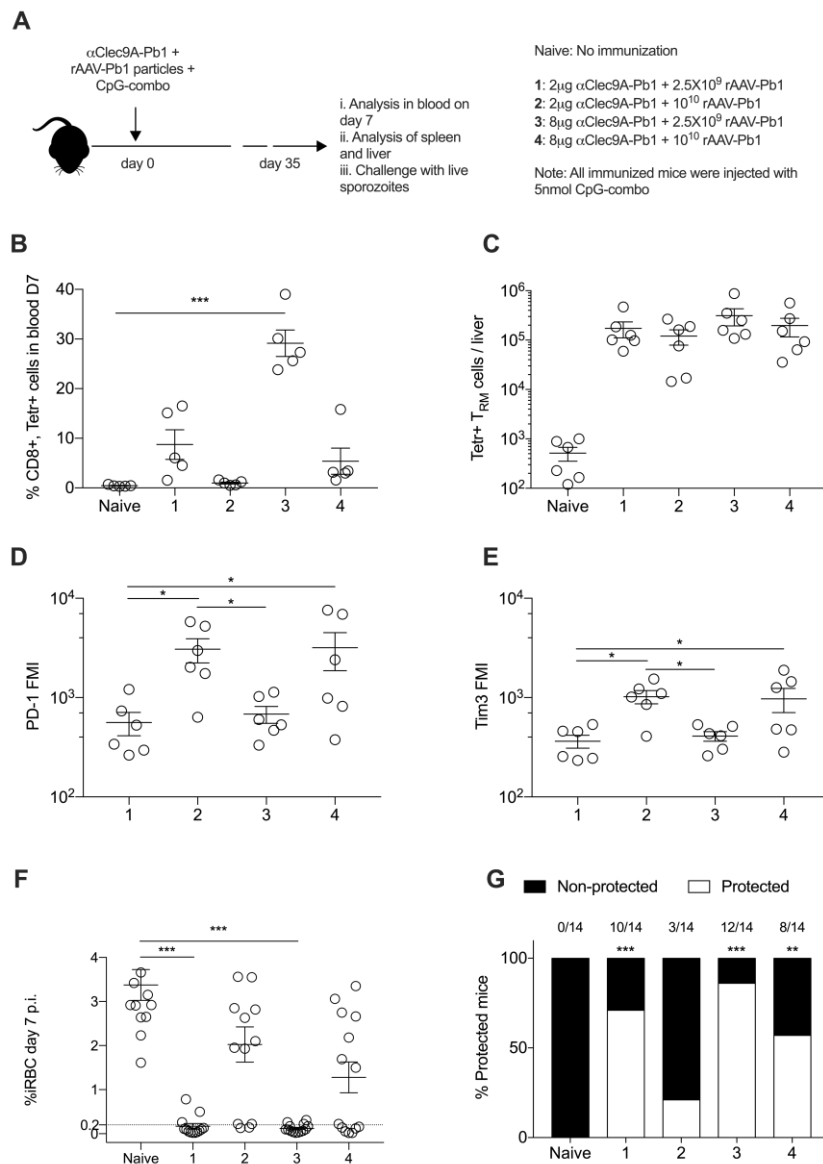 A
αClec9A-Pb1 +
rAAV-Pb1 particles +
CpG-combo
day 0
day 35
i. Analysis in blood on
day 7
ii. Analysis of spleen
and liver
iii. Challenge with live
sporozoites
Naive: No immunization
1: 2µg αClec9A-Pb1 + 2.5X10⁹ rAAV-Pb1
2: 2µg αClec9A-Pb1 + 10¹⁰ rAAV-Pb1
3: 8µg αClec9A-Pb1 + 2.5X10⁹ rAAV-Pb1
4: 8µg αClec9A-Pb1 + 10¹⁰ rAAV-Pb1
Note: All immunized mice were injected with
5nmol CpG-combo
B
% CD8+, Tetr+ cells in blood D7
40
30
20
10
0
***
Naive 1 2 3 4
C
Tetr+ TRM cells / liver
10⁶
10⁵
10⁴
10³
10²
Naive 1 2 3 4
D
PD-1 FMI
10⁴
10³
10²
*
* *
1 2 3 4
E
Tim3 FMI
10⁴
10³
10²
*
* *
1 2 3 4
F
%iRBC day 7 p.i.
4
3
2
1
0.2
0
***
***
Naive 1 2 3 4
G
Non-protected Protected
0/14 10/14 3/14 12/14 8/14
*** *** **
% Protected mice
100
50
0
Naive 1 2 3 4